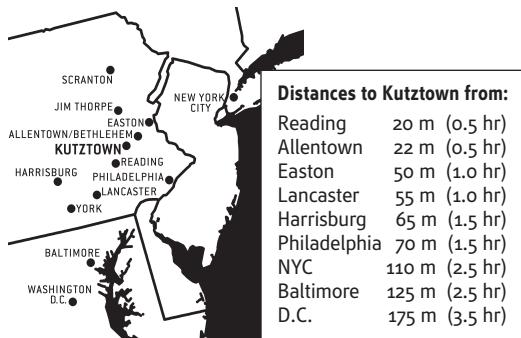 SCRANTON
JIM THORPE
NEW YORK
CITY
EASTON
ALLENTOWN/BETHLEHEM
KUTZTOWN
READING
HARRISBURG
PHILADELPHIA
LANCASTER
YORK
BALTIMORE
WASHINGTON
D.C.
Distances to Kutztown from:
Reading 20 m (0.5 hr)
Allentown 22 m (0.5 hr)
Easton 50 m (1.0 hr)
Lancaster 55 m (1.0 hr)
Harrisburg 65 m (1.5 hr)
Philadelphia 70 m (1.5 hr)
NYC 110 m (2.5 hr)
Baltimore 125 m (2.5 hr)
D.C. 175 m (3.5 hr)